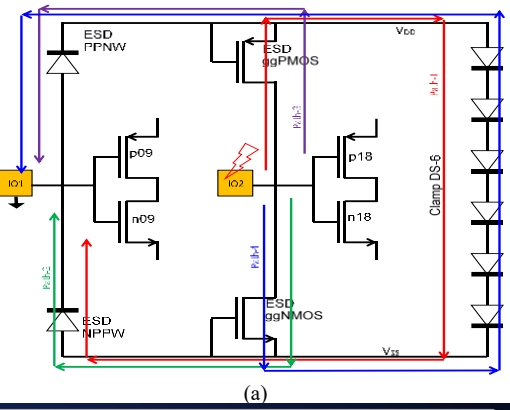 ESD
PPNW
VDD
ESD
ggPMOS
Path-1
Path-3
p09
p18
IO1
IO2
Clamp DS-6
n09
n18
Path-2
Path-4
ESD
NPPW
ESD
ggNMOS
VSS
(a)